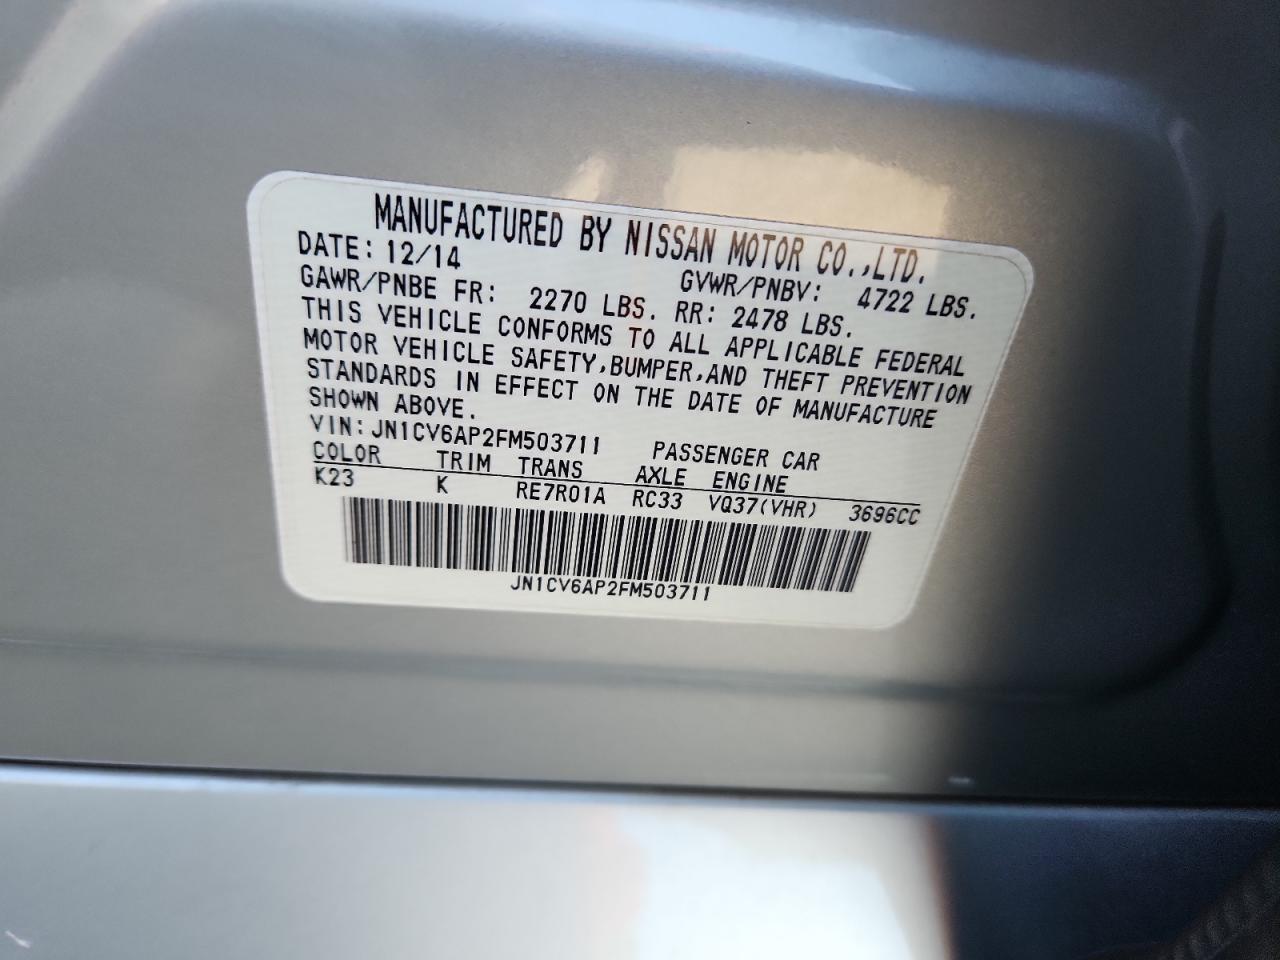 MANUFACTURED BY NISSAN MOTOR CO.,LTD.
DATE: 12/14 GVWR/PNBV: 4722 LBS.
GAWR/PNBE FR: 2270 LBS. RR: 2478 LBS.
THIS VEHICLE CONFORMS TO ALL APPLICABLE FEDERAL
MOTOR VEHICLE SAFETY,BUMPER,AND THEFT PREVENTION
STANDARDS IN EFFECT ON THE DATE OF MANUFACTURE
SHOWN ABOVE.
VIN: JN1CV6AP2FM503711 PASSENGER CAR
COLOR TRIM TRANS AXLE ENGINE
K23 K RE7R01A RC33 VQ37(VHR) 3696CC
JN1CV6AP2FM503711